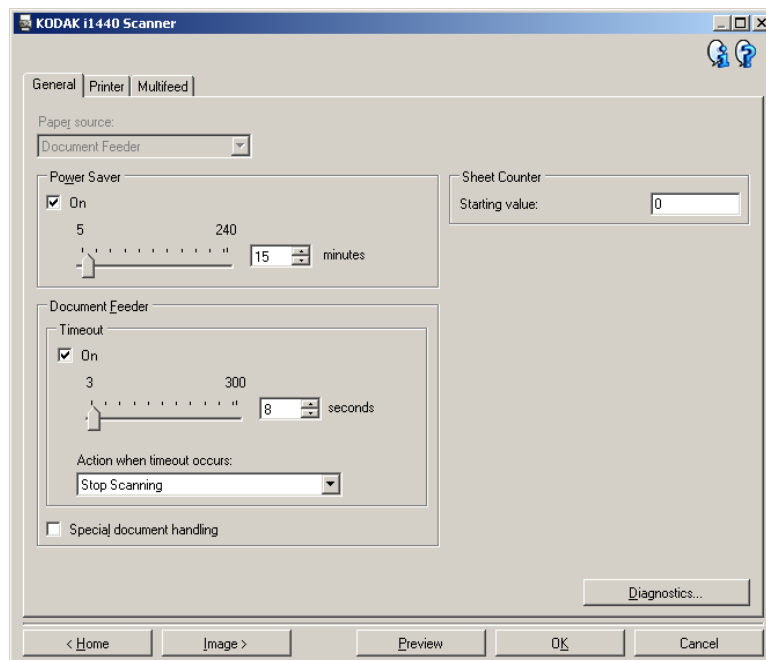 KODAK i1440 Scanner
General Printer Multifeed
Paper source:
Document Feeder
Power Saver
On
5 240
15 minutes
Sheet Counter
Starting value: 0
Document Feeder
Timeout
On
3 300
8 seconds
Action when timeout occurs:
Stop Scanning
Special document handling
Diagnostics...
< Home Image > Preview OK Cancel